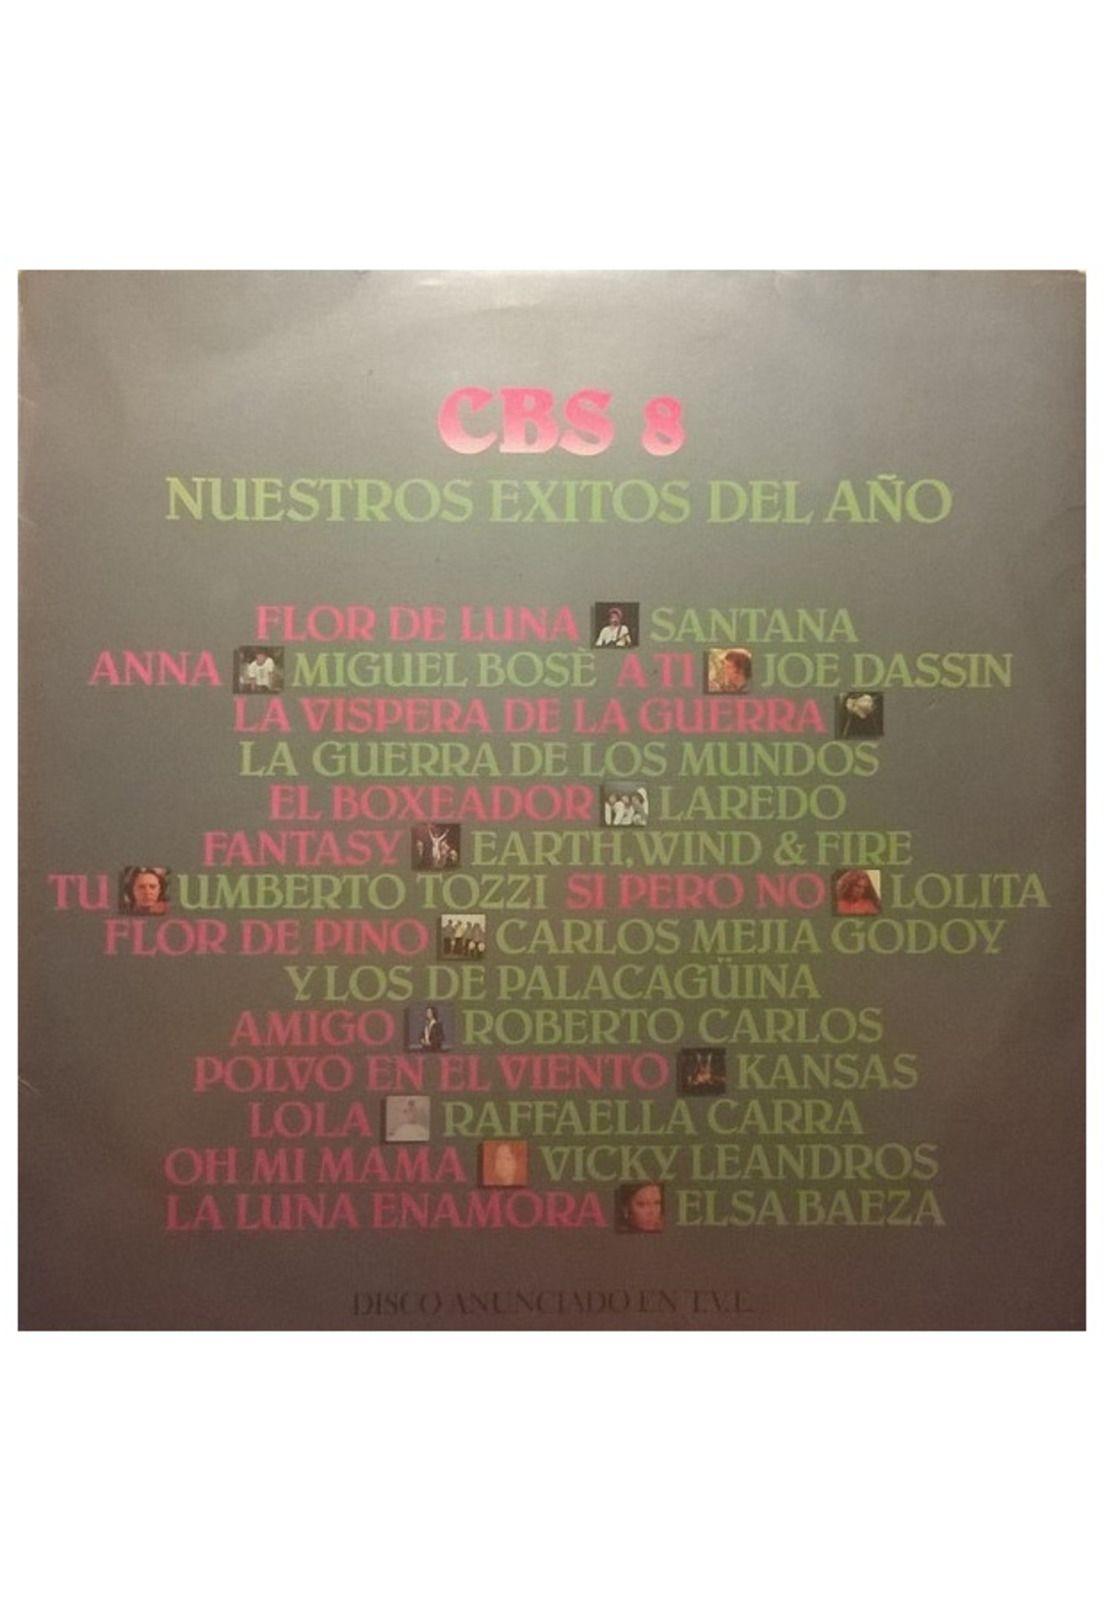 CBS 8
NUESTROS EXITOS DEL AÑO
FLOR DE LUNA SANTANA
ANNA MIGUEL BOSÈ A TI JOE DASSIN
LA VISPERA DE LA GUERRA
LA GUERRA DE LOS MUNDOS
EL BOXEADOR LAREDO
FANTASY EARTH, WIND & FIRE
TU UMBERTO TOZZI SI PERO NO LOLITA
FLOR DE PINO CARLOS MEJIA GODOY
Y LOS DE PALACAGÜINA
AMIGO ROBERTO CARLOS
POLVO EN EL VIENTO KANSAS
LOLA RAFFAELLA CARRA
OH MI MAMA VICKY LEANDROS
LA LUNA ENAMORA ELSA BAEZA
DISCO ANUNCIADO EN T.V.E.